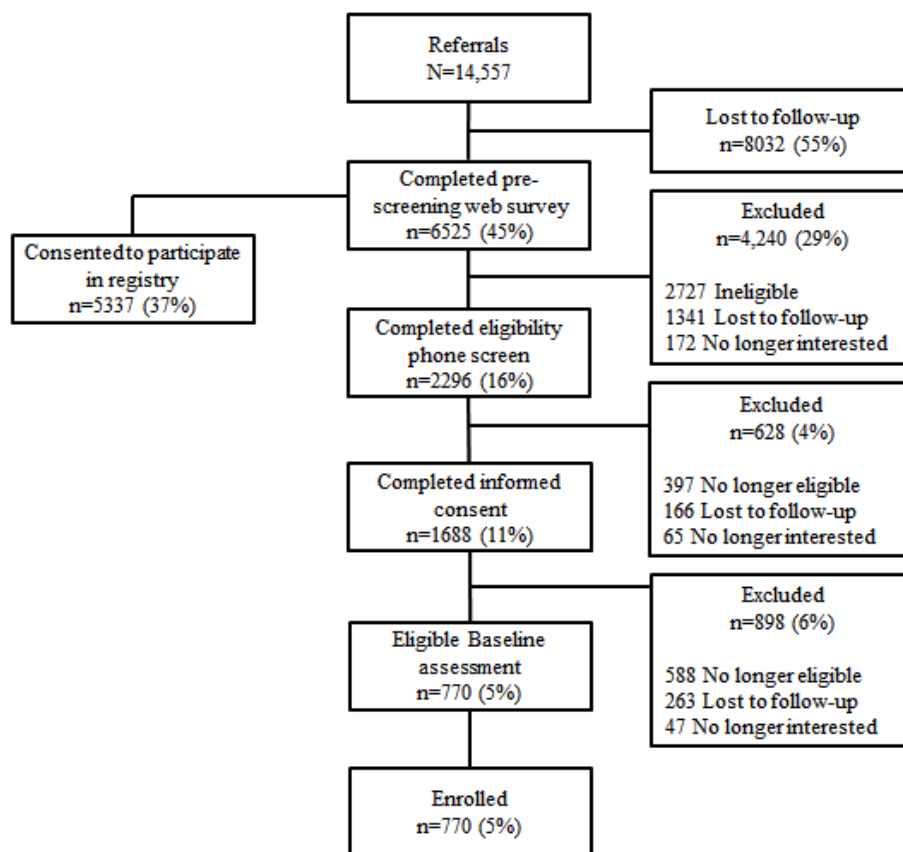 Referrals
N=14,557
Lost to follow-up
n=8032 (55%)
Completed pre-
screening web survey
n=6525 (45%)
Consented to participate
in registry
n=5337 (37%)
Excluded
n=4,240 (29%)
2727 Ineligible
1341 Lost to follow-up
172 No longer interested
Completed eligibility
phone screen
n=2296 (16%)
Excluded
n=628 (4%)
397 No longer eligible
166 Lost to follow-up
65 No longer interested
Completed informed
consent
n=1688 (11%)
Excluded
n=898 (6%)
588 No longer eligible
263 Lost to follow-up
47 No longer interested
Eligible Baseline
assessment
n=770 (5%)
Enrolled
n=770 (5%)